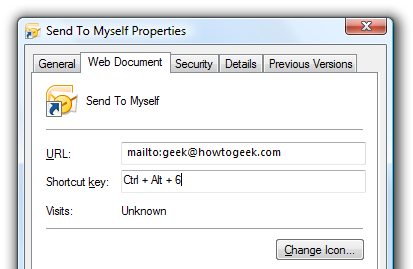 Send To Myself Properties
General Web Document Security Details Previous Versions
Send To Myself
URL: mailto:geek@howtogeek.com
Shortcut key: Ctrl + Alt + 6
Visits: Unknown
Change Icon...